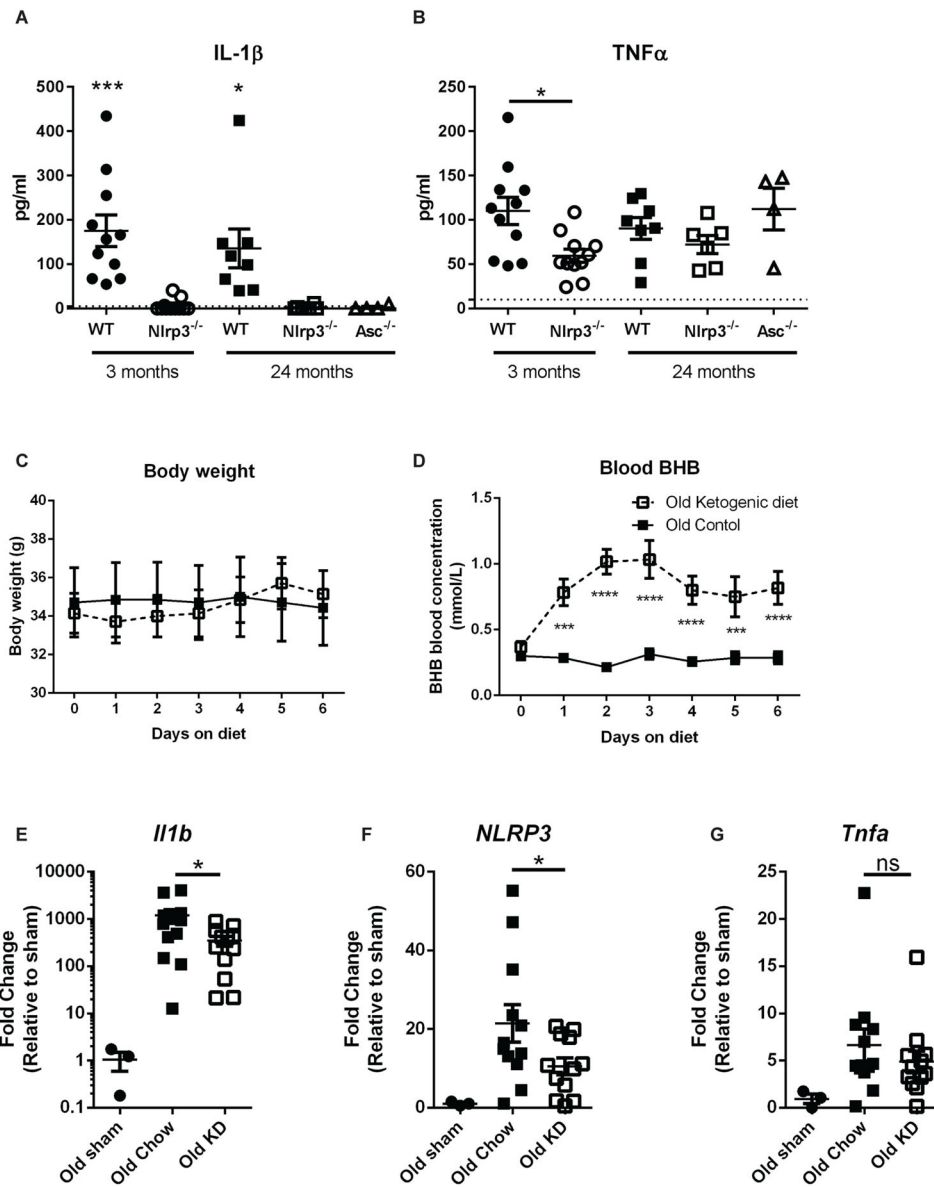 A
IL-1β
pg/ml
500
400
300
200
100
0
***
*
WT
Nlrp3-/-
WT
Nlrp3-/-
Asc-/-
3 months
24 months
B
TNFα
pg/ml
250
200
150
100
50
0
*
WT
Nlrp3-/-
WT
Nlrp3-/-
Asc-/-
3 months
24 months
C
Body weight
Body weight (g)
40
38
36
34
32
30
0 1 2 3 4 5 6
Days on diet
D
Blood BHB
BHB blood concentration
(mmol/L)
1.5
1.0
0.5
0.0
Old Ketogenic diet
Old Contol
*** **** **** **** *** ****
0 1 2 3 4 5 6
Days on diet
E
Il1b
Fold Change
(Relative to sham)
10000
1000
100
10
1
0.1
*
Old sham
Old Chow
Old KD
F
NLRP3
Fold Change
(Relative to sham)
60
40
20
0
*
Old sham
Old Chow
Old KD
G
Tnfa
Fold Change
(Relative to sham)
25
20
15
10
5
0
ns
Old sham
Old Chow
Old KD